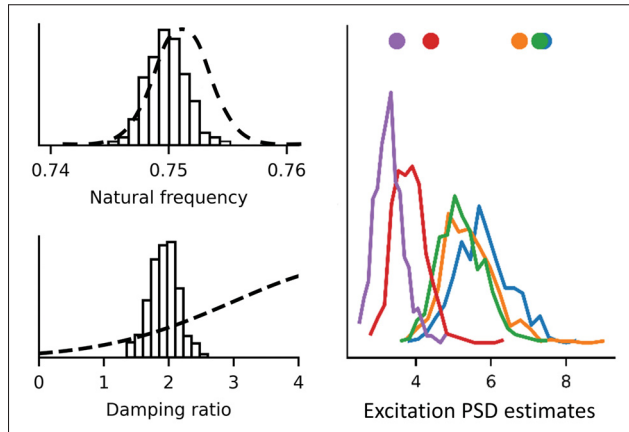 0.74 0.75 0.76
Natural frequency
0 1 2 3 4
Damping ratio
4 6 8
Excitation PSD estimates